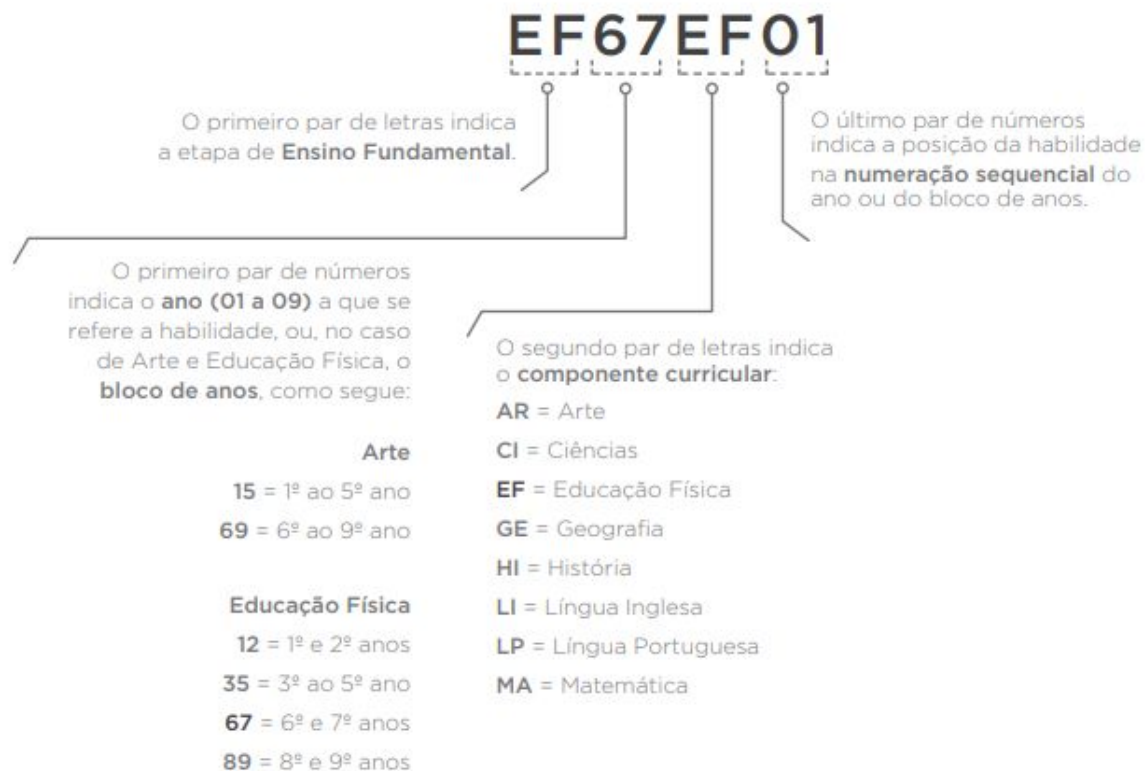 EF67EF01
O primeiro par de letras indica
a etapa de Ensino Fundamental.
O último par de números
indica a posição da habilidade
na numeração sequencial do
ano ou do bloco de anos.
O primeiro par de números
indica o ano (01 a 09) a que se
refere a habilidade, ou, no caso
de Arte e Educação Física, o
bloco de anos, como segue:
Arte
15 = 1º ao 5º ano
69 = 6º ao 9º ano
Educação Física
12 = 1º e 2º anos
35 = 3º ao 5º ano
67 = 6º e 7º anos
89 = 8º e 9º anos
O segundo par de letras indica
o componente curricular:
AR = Arte
CI = Ciências
EF = Educação Física
GE = Geografia
HI = História
LI = Língua Inglesa
LP = Língua Portuguesa
MA = Matemática